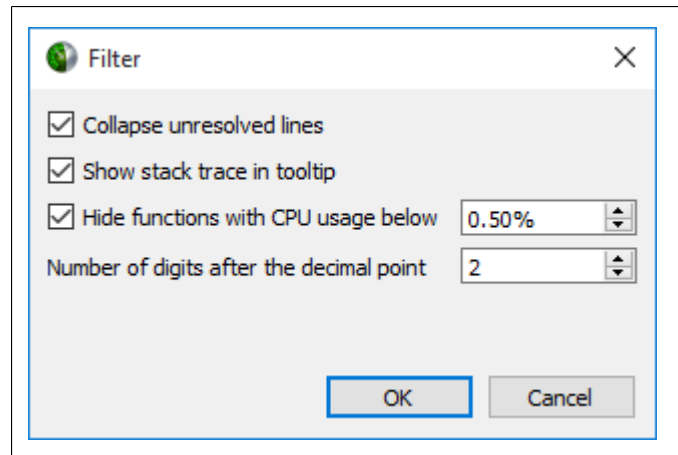 Filter
Collapse unresolved lines
Show stack trace in tooltip
Hide functions with CPU usage below 0.50%
Number of digits after the decimal point 2
OK Cancel